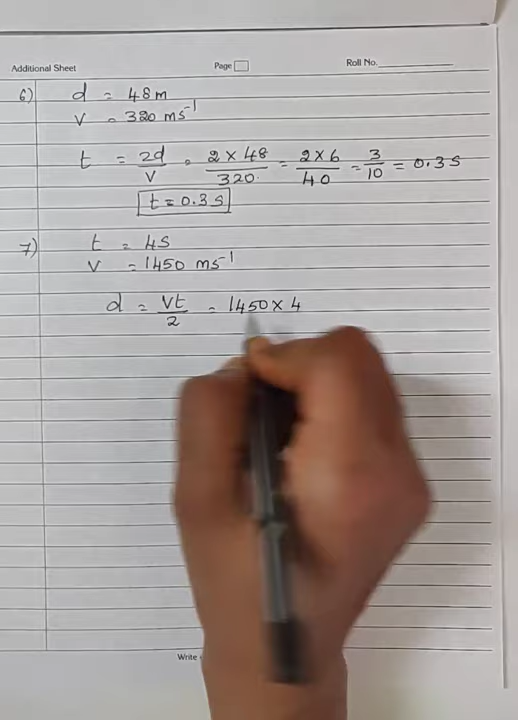 Additional Sheet Page Roll No.
6) d = 48m
v = 320 ms⁻¹
t = 2d/v = 2 × 48/320 = 2 × 6/40 = 3/10 = 0.3 s
t = 0.3 s
7) t = 4s
v = 1450 ms⁻¹
d = vt/2 = 1450 × 4
Write